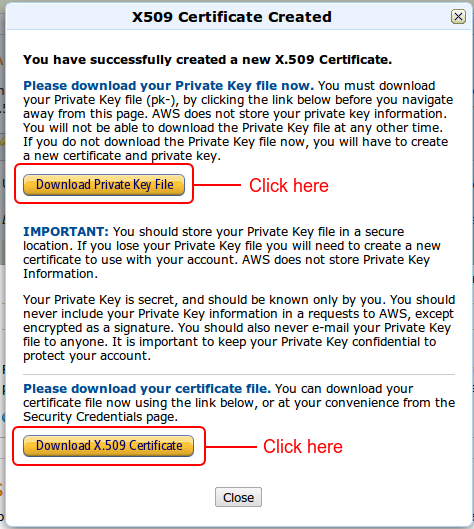 X509 Certificate Created
You have successfully created a new X.509 Certificate.
Please download your Private Key file now. You must download
your Private Key file (pk-), by clicking the link below before you navigate
away from this page. AWS does not store your private key information.
You will not be able to download the Private Key file at any other time.
If you do not download the Private Key file now, you will have to create
a new certificate and private key.
Download Private Key File Click here
IMPORTANT: You should store your Private Key file in a secure
location. If you lose your Private Key file you will need to create a new
certificate to use with your account. AWS does not store Private Key
Information.
Your Private Key is secret, and should be known only by you. You should
never include your Private Key information in a requests to AWS, except
encrypted as a signature. You should also never e-mail your Private Key
file to anyone. It is important to keep your Private Key confidential to
protect your account.
Please download your certificate file. You can download your
certificate file now using the link below, or at your convenience from the
Security Credentials page.
Download X.509 Certificate Click here
Close